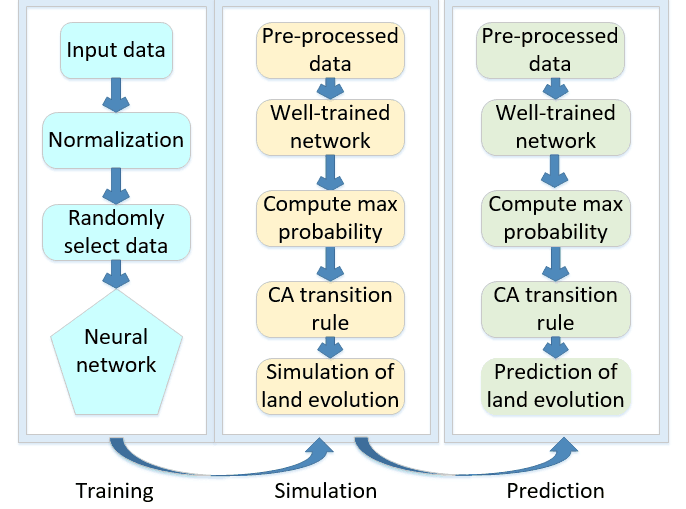 Input data
Normalization
Randomly
select data
Neural
network
Pre-processed
data
Well-trained
network
Compute max
probability
CA transition
rule
Simulation of
land evolution
Pre-processed
data
Well-trained
network
Compute max
probability
CA transition
rule
Prediction of
land evolution
Training
Simulation
Prediction